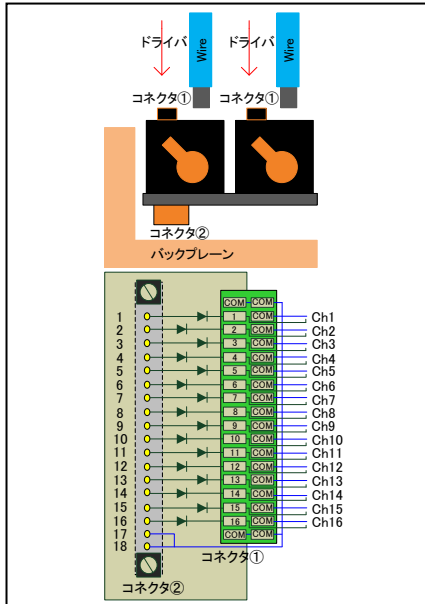 ドライバ Wire ドライバ Wire
コネクタ① コネクタ①
コネクタ②
バックプレーン
COM COM
1 1 COM Ch1
2 2 COM Ch2
3 3 COM Ch3
4 4 COM Ch4
5 5 COM Ch5
6 6 COM Ch6
7 7 COM Ch7
8 8 COM Ch8
9 9 COM Ch9
10 10 COM Ch10
11 11 COM Ch11
12 12 COM Ch12
13 13 COM Ch13
14 14 COM Ch14
15 15 COM Ch15
16 16 COM Ch16
17 COM COM
18
コネクタ①
コネクタ②